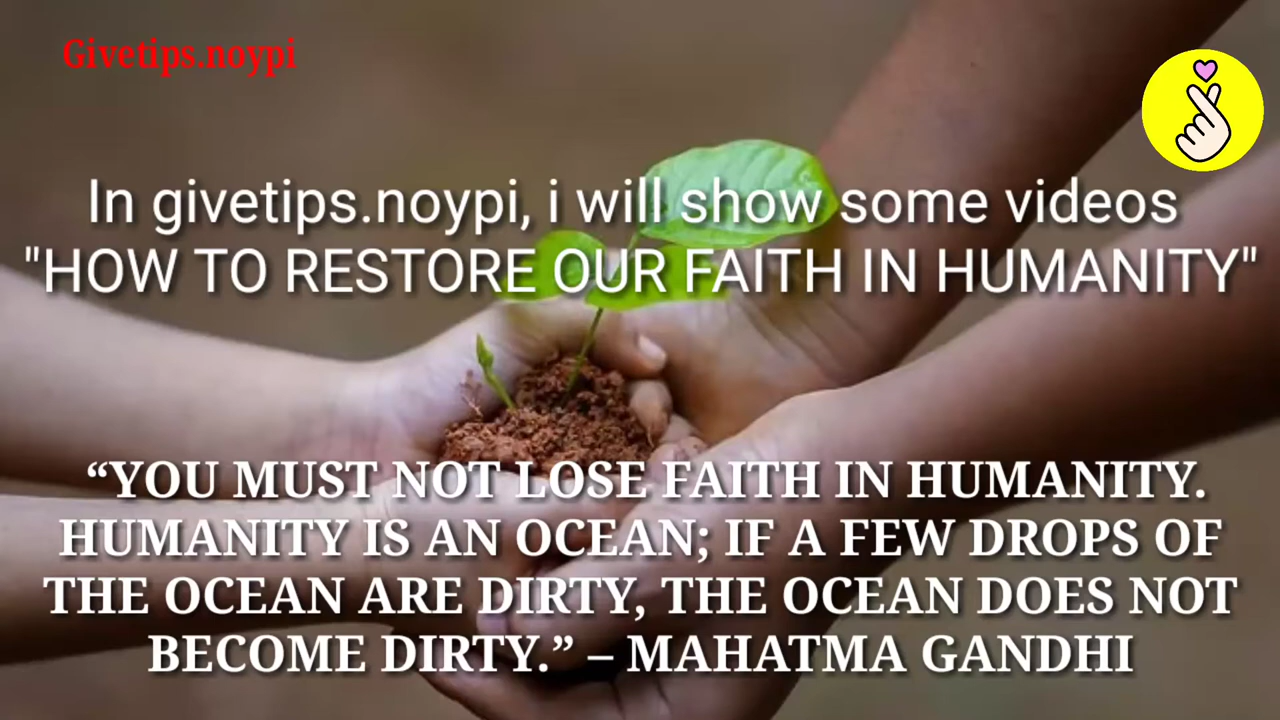 Givetips.noypi
In givetips.noypi, i will show some videos
"HOW TO RESTORE OUR FAITH IN HUMANITY"
“YOU MUST NOT LOSE FAITH IN HUMANITY.
HUMANITY IS AN OCEAN; IF A FEW DROPS OF
THE OCEAN ARE DIRTY, THE OCEAN DOES NOT
BECOME DIRTY.” – MAHATMA GANDHI